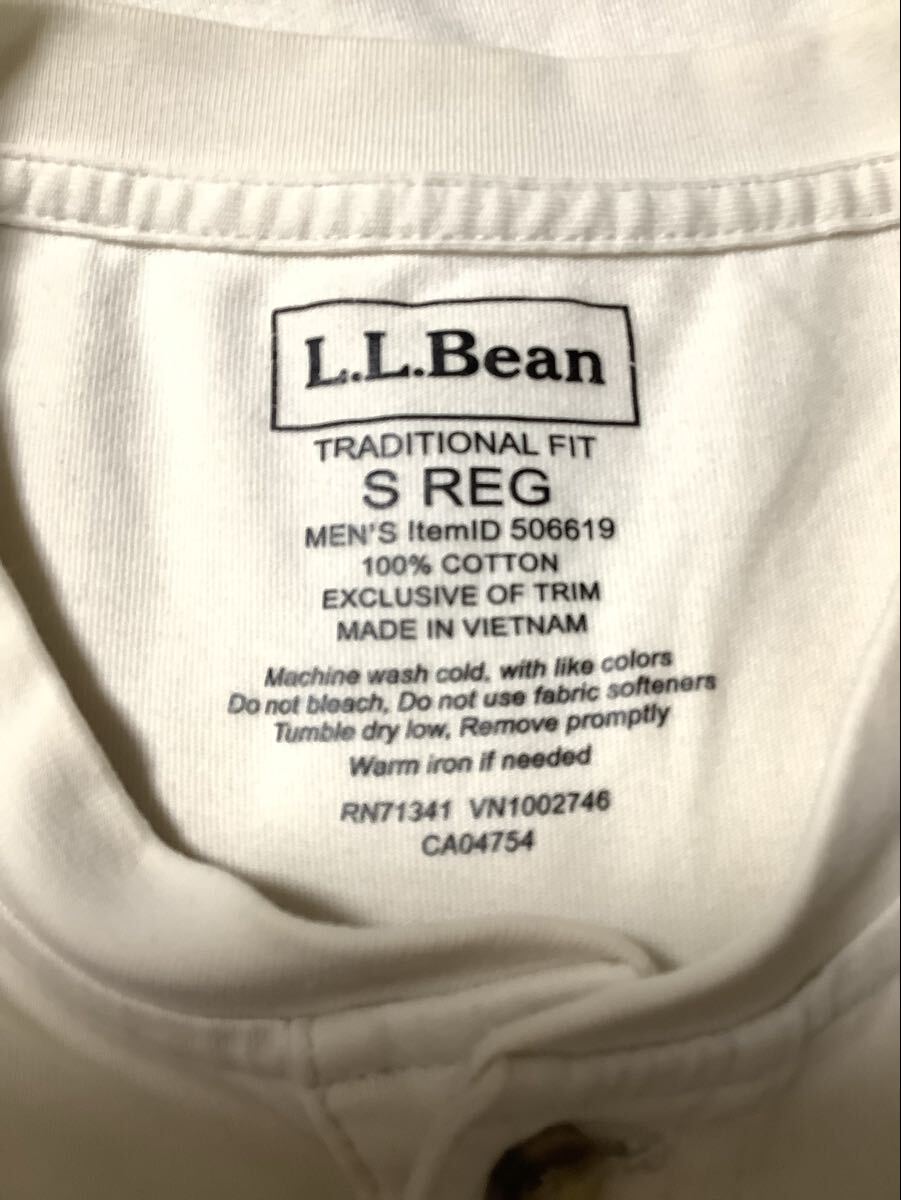 L.L.Bean
TRADITIONAL FIT
S REG
MEN'S ItemID 506619
100% COTTON
EXCLUSIVE OF TRIM
MADE IN VIETNAM
Machine wash cold, with like colors
Do not bleach, Do not use fabric softeners
Tumble dry low, Remove promptly
Warm iron if needed
RN71341 VN1002746
CA04754